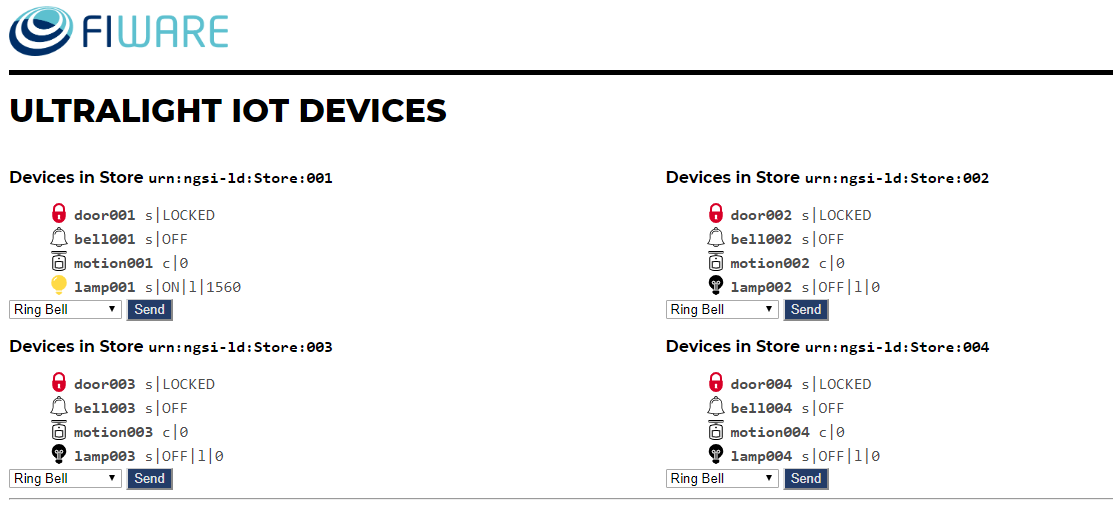 FIWARE
ULTRALIGHT IOT DEVICES
Devices in Store urn:ngsi-ld:Store:001
door001 s|LOCKED
bell001 s|OFF
motion001 c|0
lamp001 s|ON|l|1560
Ring Bell Send
Devices in Store urn:ngsi-ld:Store:002
door002 s|LOCKED
bell002 s|OFF
motion002 c|0
lamp002 s|OFF|l|0
Ring Bell Send
Devices in Store urn:ngsi-ld:Store:003
door003 s|LOCKED
bell003 s|OFF
motion003 c|0
lamp003 s|OFF|l|0
Ring Bell Send
Devices in Store urn:ngsi-ld:Store:004
door004 s|LOCKED
bell004 s|OFF
motion004 c|0
lamp004 s|OFF|l|0
Ring Bell Send